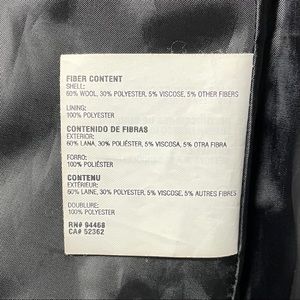 FIBER CONTENT
SHELL:
60% WOOL, 30% POLYESTER, 5% VISCOSE, 5% OTHER FIBERS
LINING:
100% POLYESTER
CONTENIDO DE FIBRAS
EXTERIOR:
60% LANA, 30% POLIÉSTER, 5% VISCOSA, 5% OTRA FIBRA
FORRO:
100% POLIÉSTER
CONTENU
EXTÉRIEUR:
60% LAINE, 30% POLYESTER, 5% VISCOSE, 5% AUTRES FIBRES
DOUBLURE:
100% POLYESTER
RN# 94468
CA# 52362